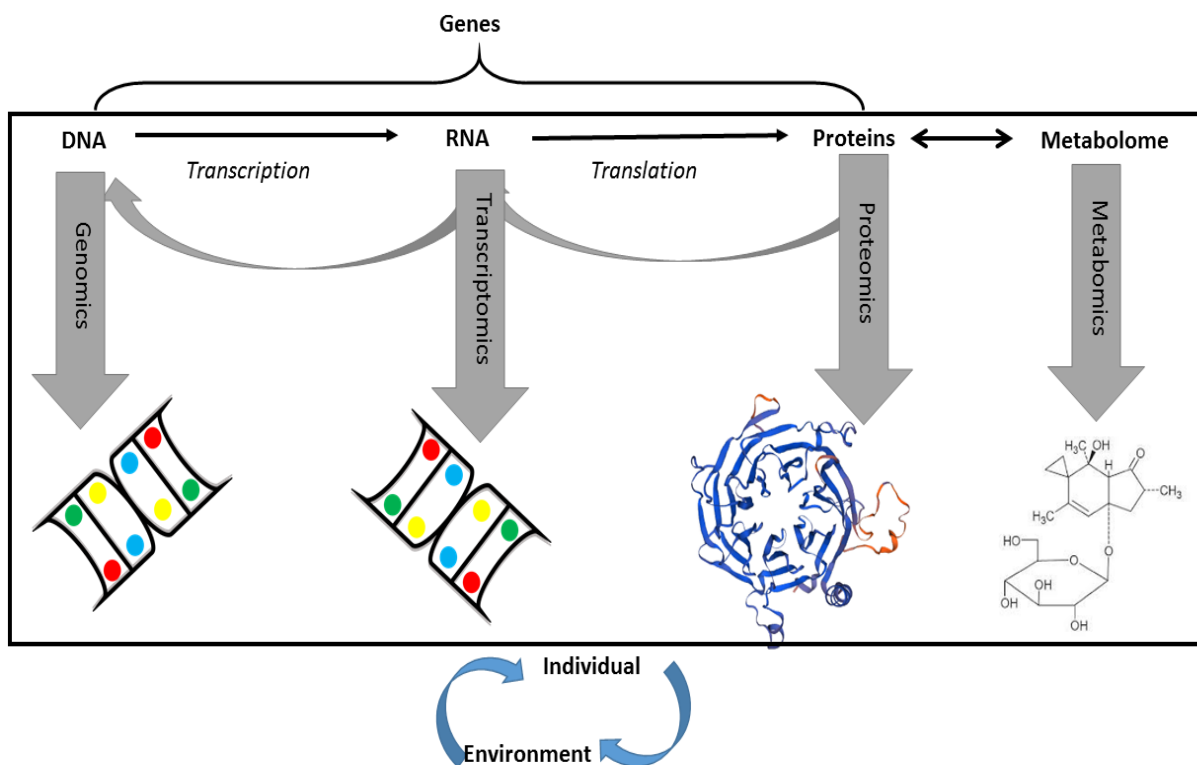 Genes
DNA
RNA
Proteins
Metabolome
Transcription
Translation
Genomics
Transcriptomics
Proteomics
Metabomics
H₃C
OH
H
O
CH₃
H₃C
HO
O
O
OH
OH
OH
Individual
Environment